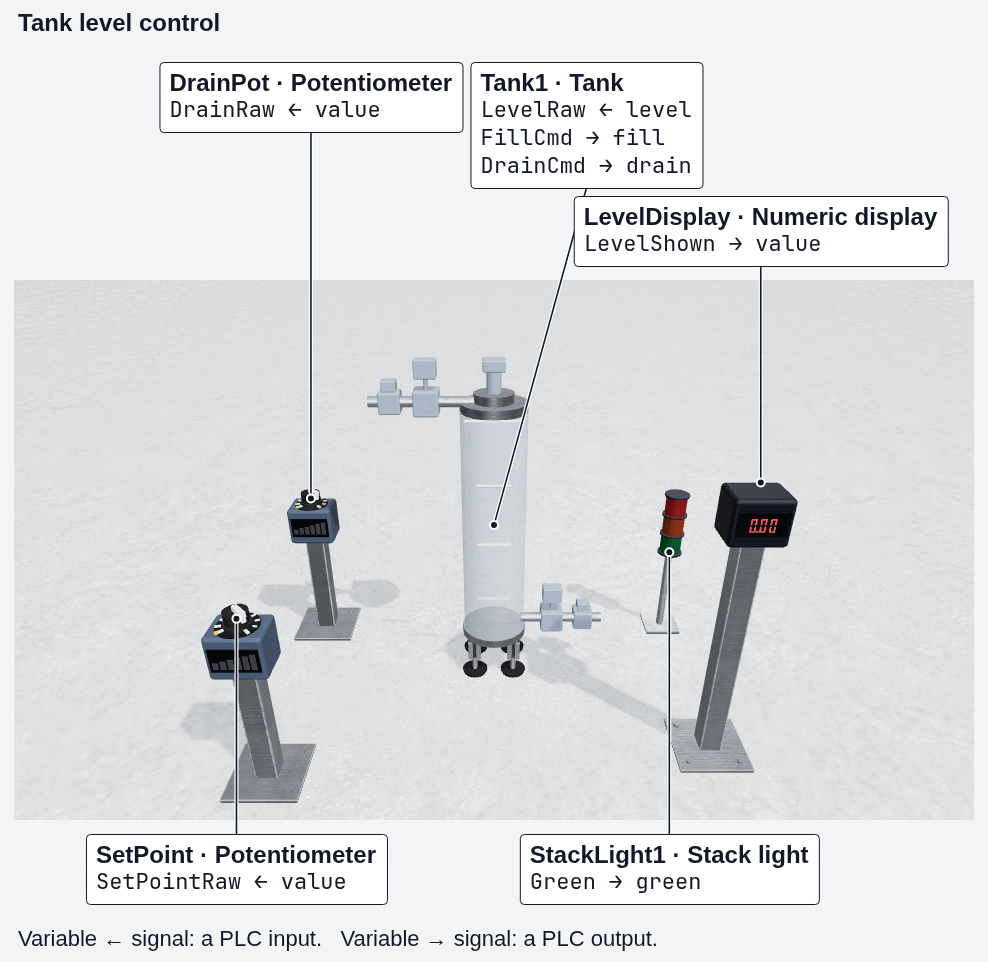 Tank level control
DrainPot · Potentiometer
DrainRaw ← value
Tank1 · Tank
LevelRaw ← level
FillCmd → fill
DrainCmd → drain
LevelDisplay · Numeric display
LevelShown → value
0.00
SetPoint · Potentiometer
SetPointRaw ← value
StackLight1 · Stack light
Green → green
Variable ← signal: a PLC input. Variable → signal: a PLC output.